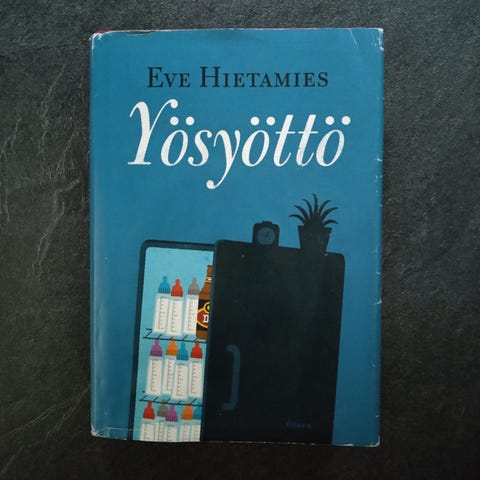 EVE HIETAMIES
Yösyöttö
Otava